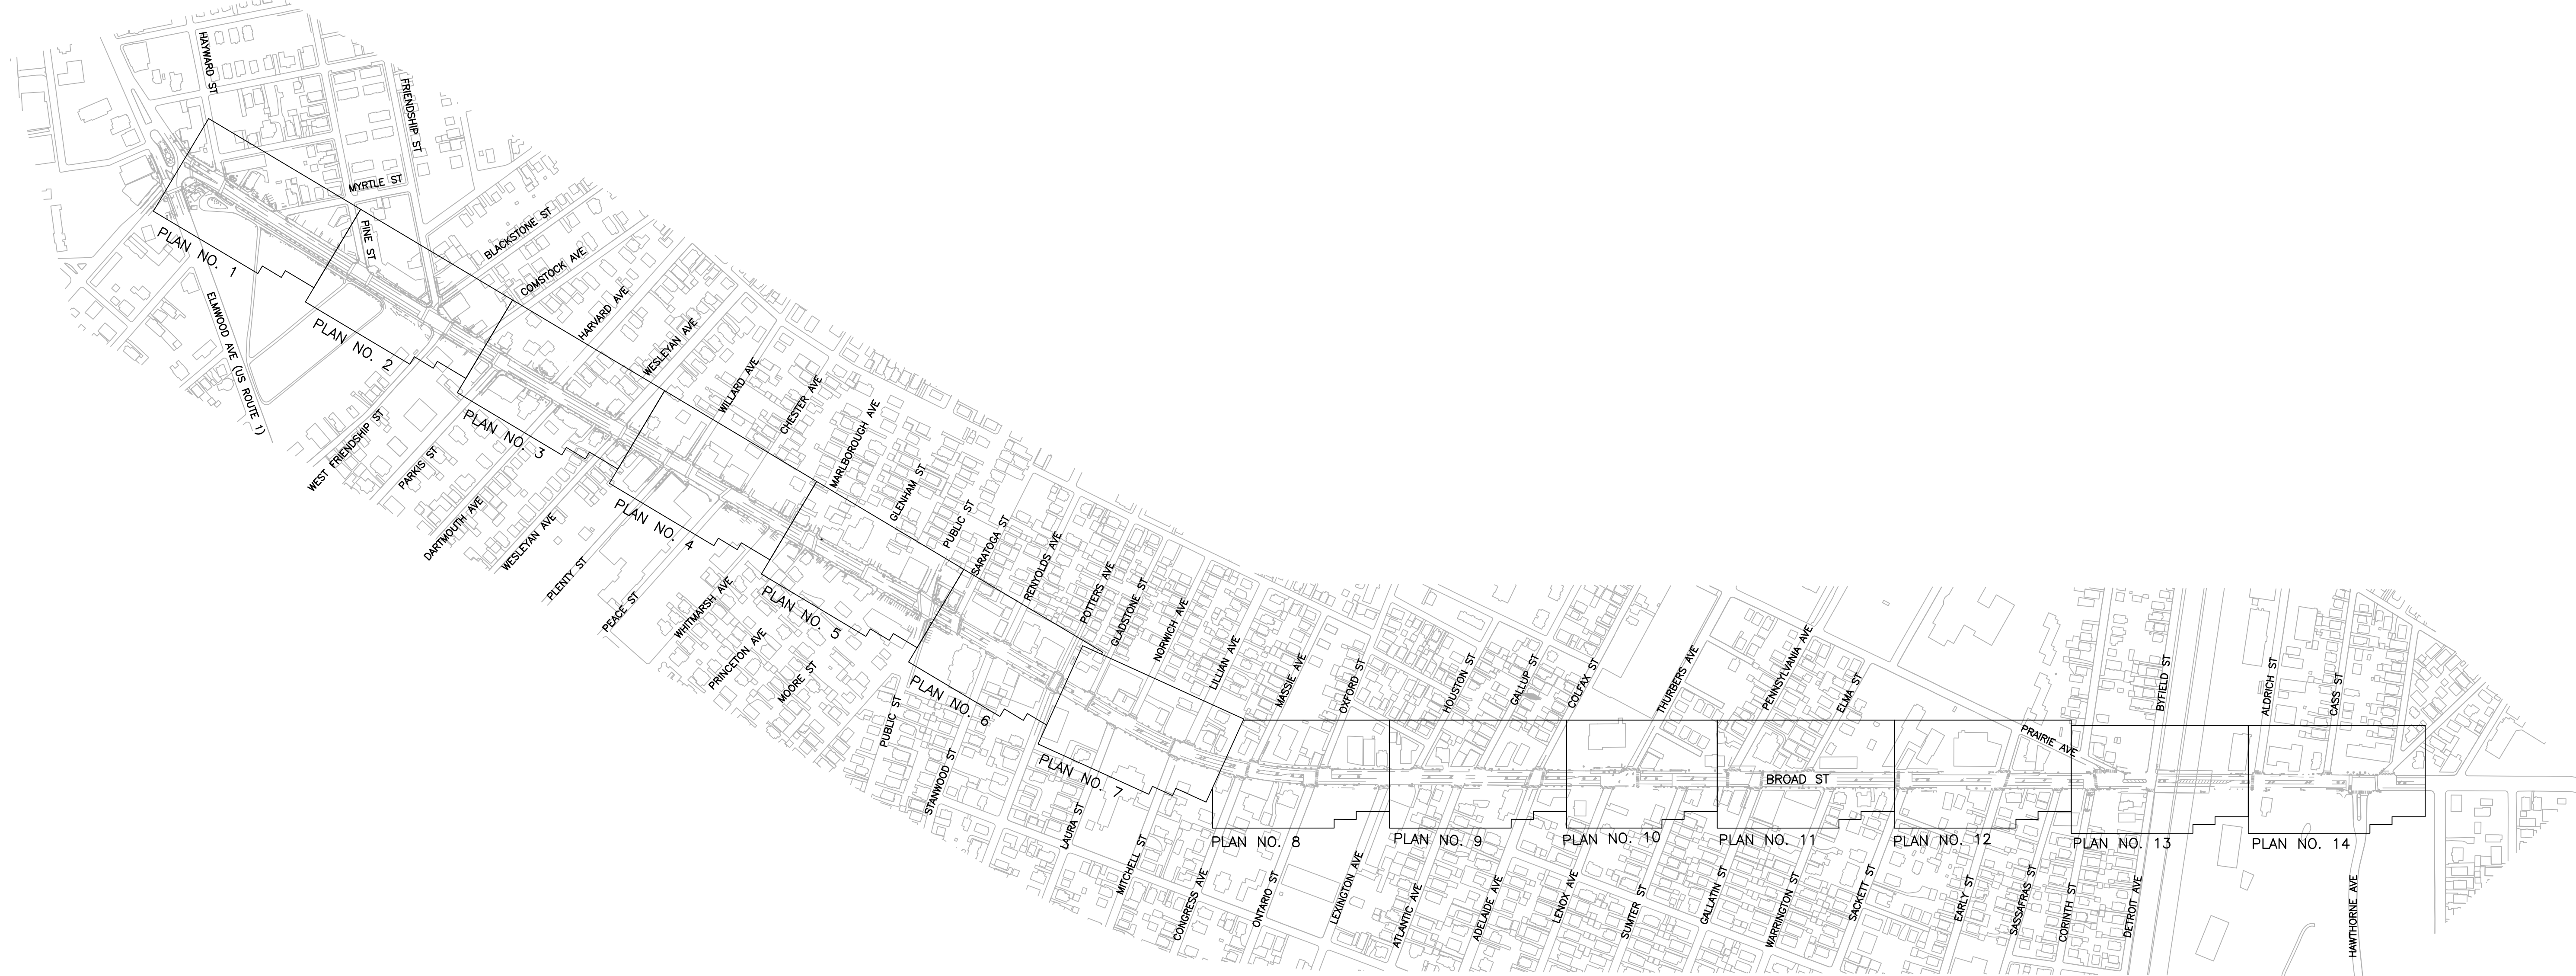 HAYWARD ST
FRIENDSHIP ST
MYRTLE ST
PINE ST
BLACKSTONE ST
COMSTOCK AVE
PLAN NO. 1
ELMWOOD AVE (US ROUTE 1)
PLAN NO. 2
HARVARD AVE
WESLEYAN AVE
WILLARD AVE
CHESTER AVE
MARLBOROUGH AVE
GLENHAM ST
PUBLIC ST
SARATOGA ST
RENYOLDS AVE
POTTERS AVE
GLADSTONE ST
NORWICH AVE
LILLIAN AVE
MASSIE AVE
OXFORD ST
HOUSTON ST
GALLUP ST
COLFAX ST
THURBERS AVE
PENNSYLVANIA AVE
ELMA ST
PRAIRIE AVE
BYFIELD ST
ALDRICH ST
CASS ST
WEST FRIENDSHIP ST
PARKIS ST
PLAN NO. 3
DARTMOUTH AVE
WESLEYAN AVE
PLAN NO. 4
PLENTY ST
PEACE ST
WHITMARSH AVE
PLAN NO. 5
PRINCETON AVE
MOORE ST
PUBLIC ST
PLAN NO. 6
STANWOOD ST
PLAN NO. 7
LAURA ST
MITCHELL ST
BROAD ST
PLAN NO. 8
PLAN NO. 9
PLAN NO. 10
PLAN NO. 11
PLAN NO. 12
PLAN NO. 13
PLAN NO. 14
CONGRESS AVE
ONTARIO ST
LEXINGTON AVE
ATLANTIC AVE
ADELAIDE AVE
LENOX AVE
SUMTER ST
GALLATIN ST
WARRINGTON ST
SACKETT ST
EARLY ST
SASSAFRAS ST
CORINTH ST
DETROIT AVE
HAWTHORNE AVE